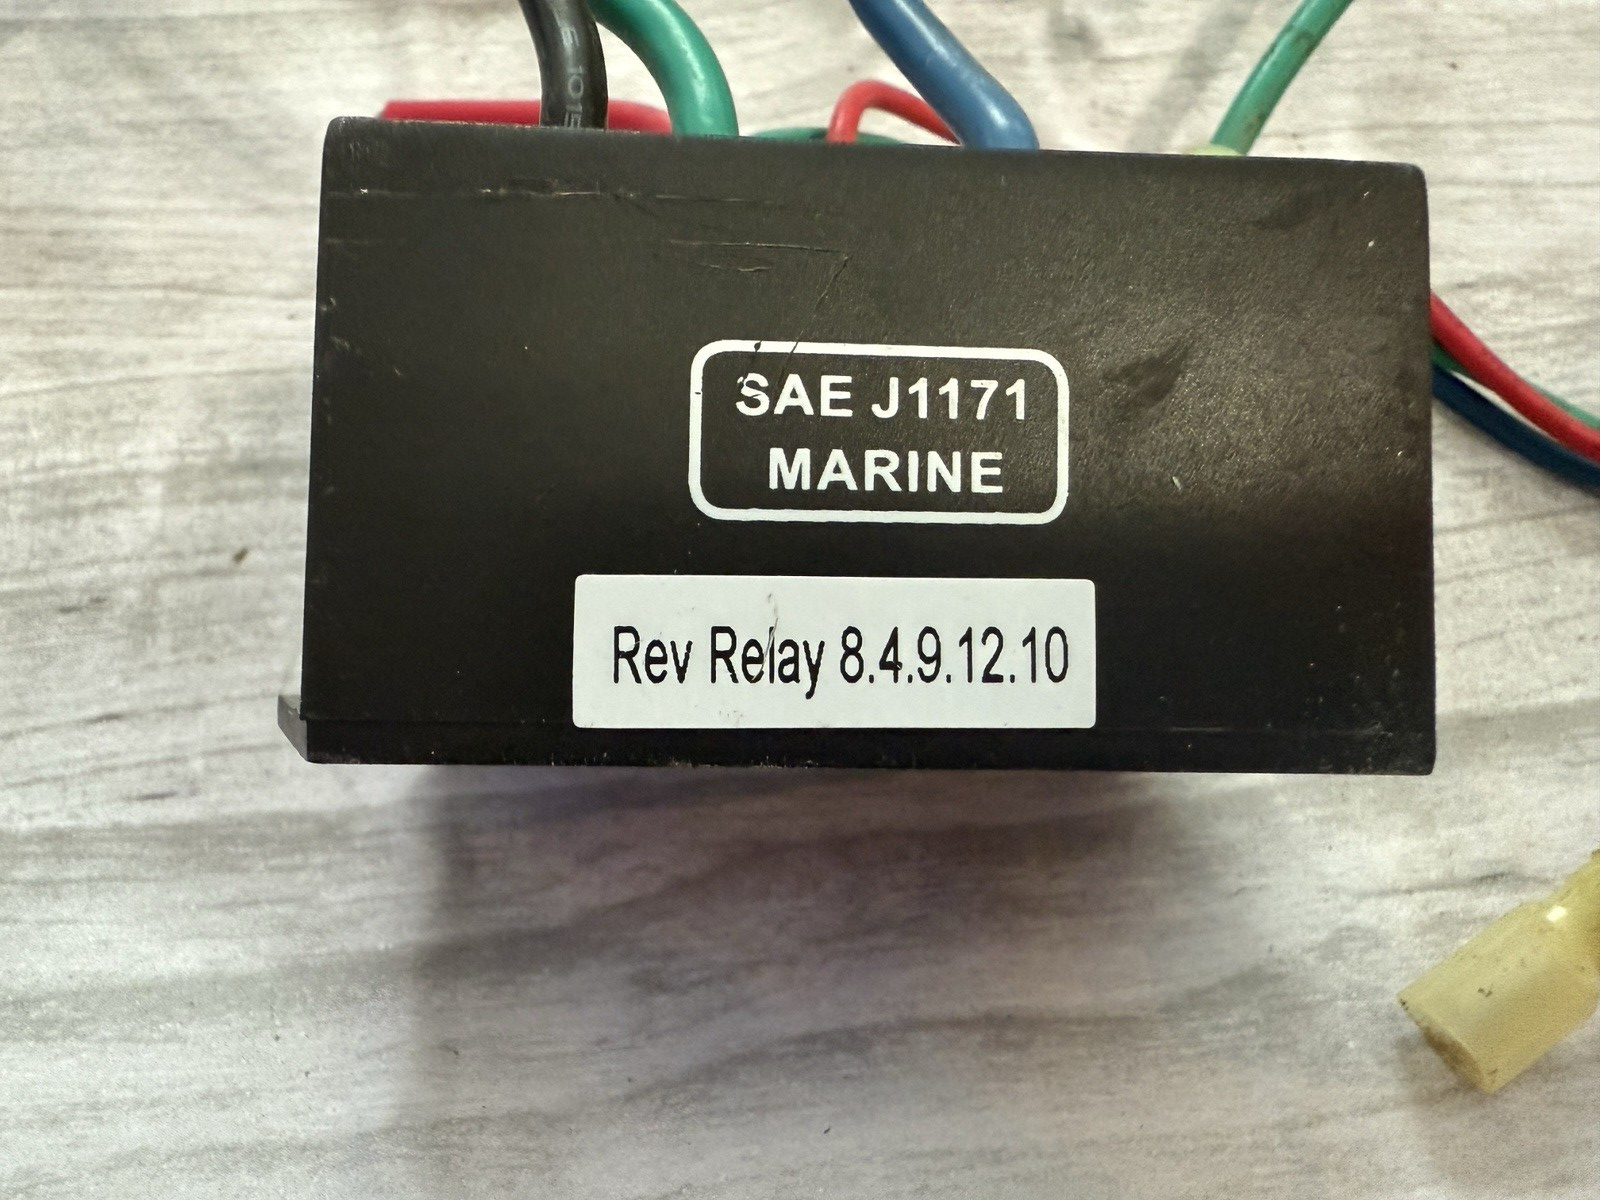 SAE J1171
MARINE
Rev Relay 8.4.9.12.10